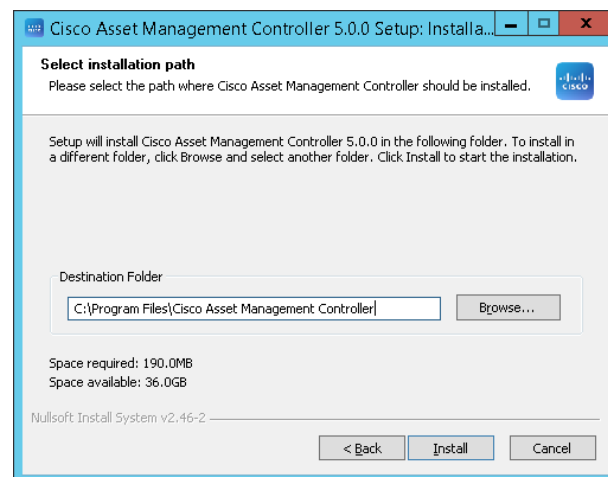 Cisco Asset Management Controller 5.0.0 Setup: Installa...
Select installation path
Please select the path where Cisco Asset Management Controller should be installed.
CISCO
Setup will install Cisco Asset Management Controller 5.0.0 in the following folder. To install in
a different folder, click Browse and select another folder. Click Install to start the installation.
Destination Folder
C:\Program Files\Cisco Asset Management Controller
Browse...
Space required: 190.0MB
Space available: 36.0GB
Nullsoft Install System v2.46-2
< Back
Install
Cancel